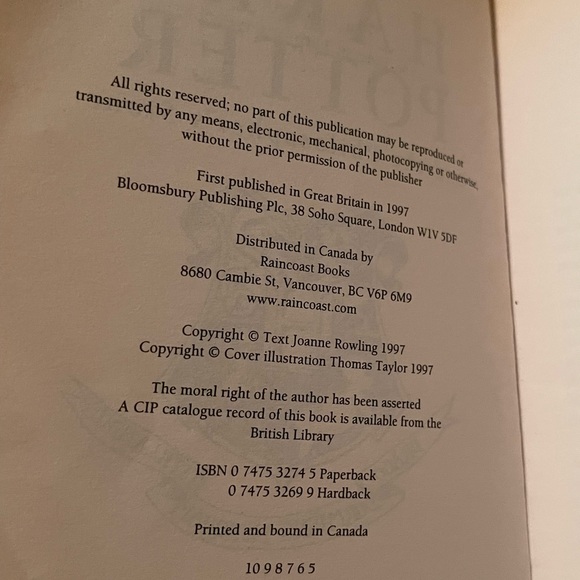 All rights reserved; no part of this publication may be reproduced or
transmitted by any means, electronic, mechanical, photocopying or otherwise,
without the prior permission of the publisher
First published in Great Britain in 1997
Bloomsbury Publishing Plc, 38 Soho Square, London W1V 5DF
Distributed in Canada by
Raincoast Books
8680 Cambie St, Vancouver, BC V6P 6M9
www.raincoast.com
Copyright © Text Joanne Rowling 1997
Copyright © Cover illustration Thomas Taylor 1997
The moral right of the author has been asserted
A CIP catalogue record of this book is available from the
British Library
ISBN 0 7475 3274 5 Paperback
0 7475 3269 9 Hardback
Printed and bound in Canada
10 9 8 7 6 5